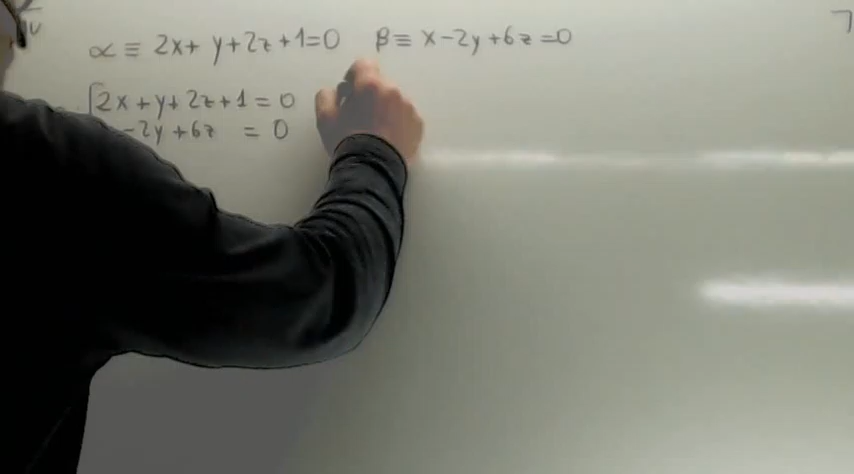 α ≡ 2x+ y+2z+1=0 β≡ x-2y+6z=0
2x+y+2z+1=0
-2y+6z =0